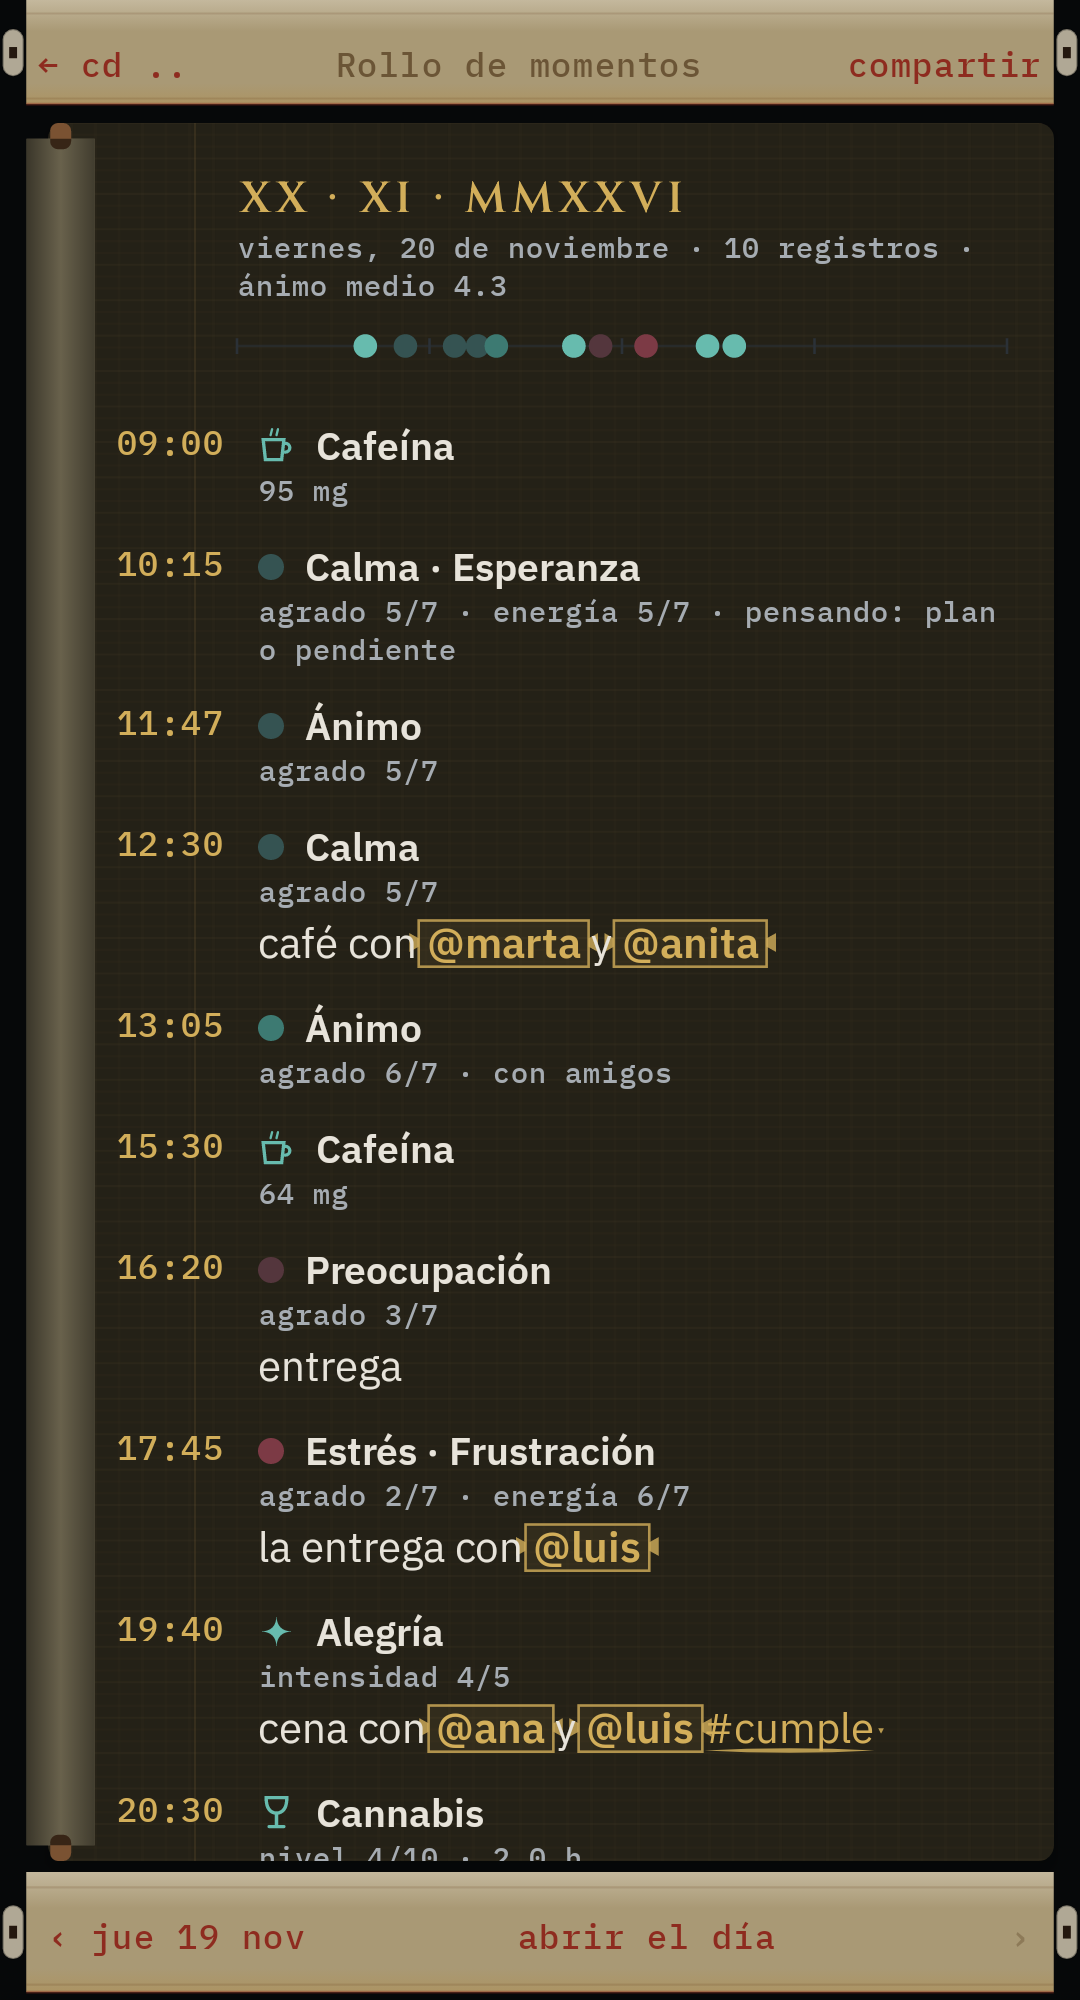 ← cd ..
Rollo de momentos
compartir
XX · XI · MMXXVI
viernes, 20 de noviembre · 10 registros ·
ánimo medio 4.3
09:00 Cafeína
95 mg
10:15 Calma · Esperanza
agrado 5/7 · energía 5/7 · pensando: plan
o pendiente
11:47 Ánimo
agrado 5/7
12:30 Calma
agrado 5/7
café con @marta y @anita
13:05 Ánimo
agrado 6/7 · con amigos
15:30 Cafeína
64 mg
16:20 Preocupación
agrado 3/7
entrega
17:45 Estrés · Frustración
agrado 2/7 · energía 6/7
la entrega con @luis
19:40 Alegría
intensidad 4/5
cena con @ana y @luis #cumple
20:30 Cannabis
nivel 4/10 · 2.0 h
‹ jue 19 nov
abrir el día
›